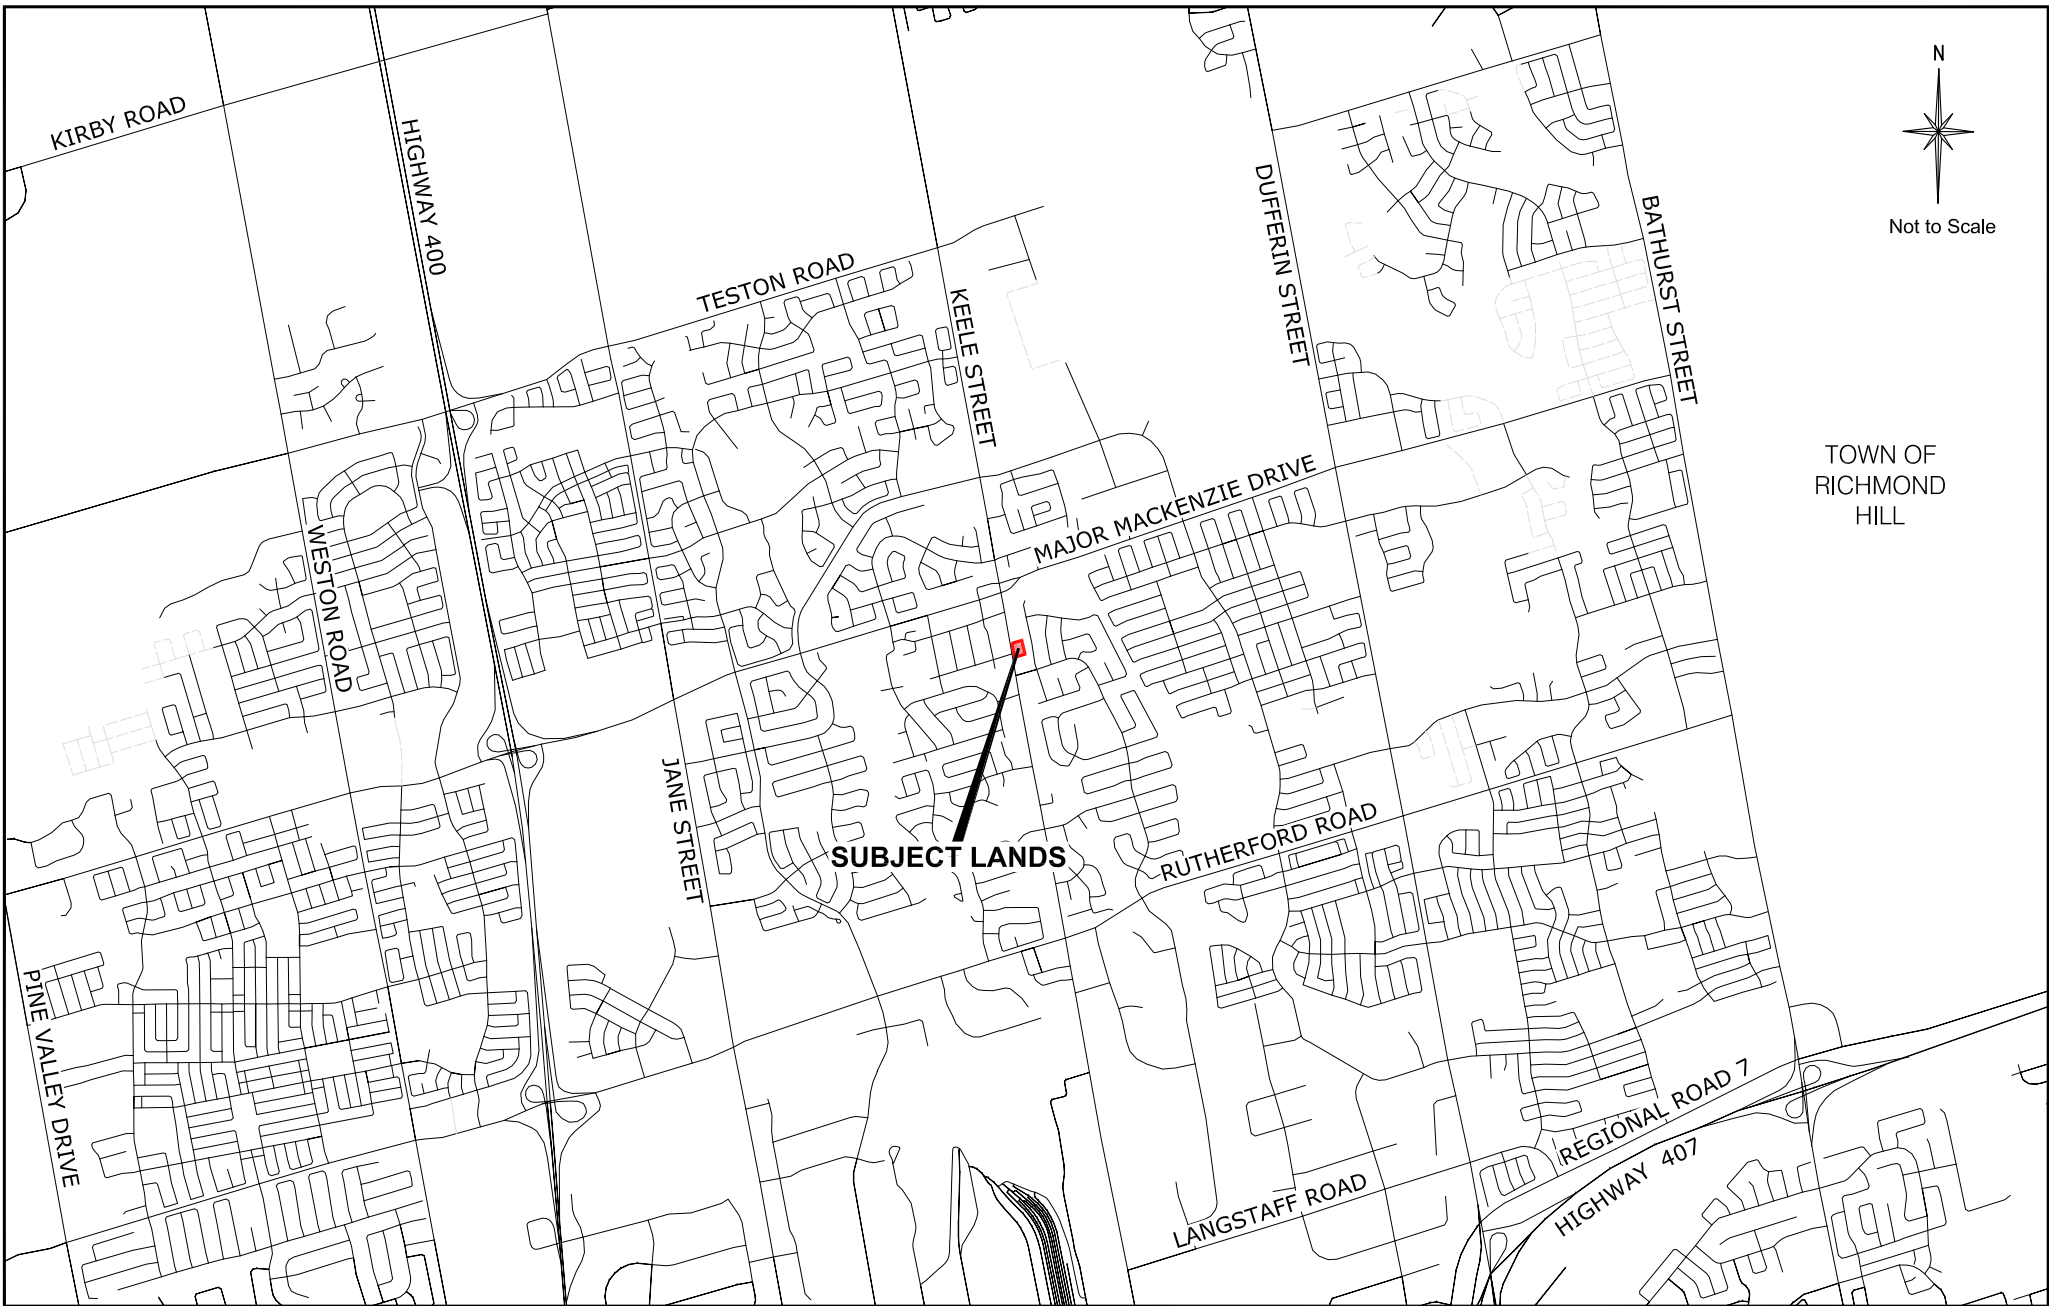 N
Not to Scale
KIRBY ROAD
HIGHWAY 400
TESTON ROAD
KEELE STREET
DUFFERIN STREET
BATHURST STREET
TOWN OF
RICHMOND
HILL
MAJOR MACKENZIE DRIVE
WESTON ROAD
JANE STREET
SUBJECT LANDS
RUTHERFORD ROAD
PINE VALLEY DRIVE
REGIONAL ROAD 7
HIGHWAY 407
LANGSTAFF ROAD